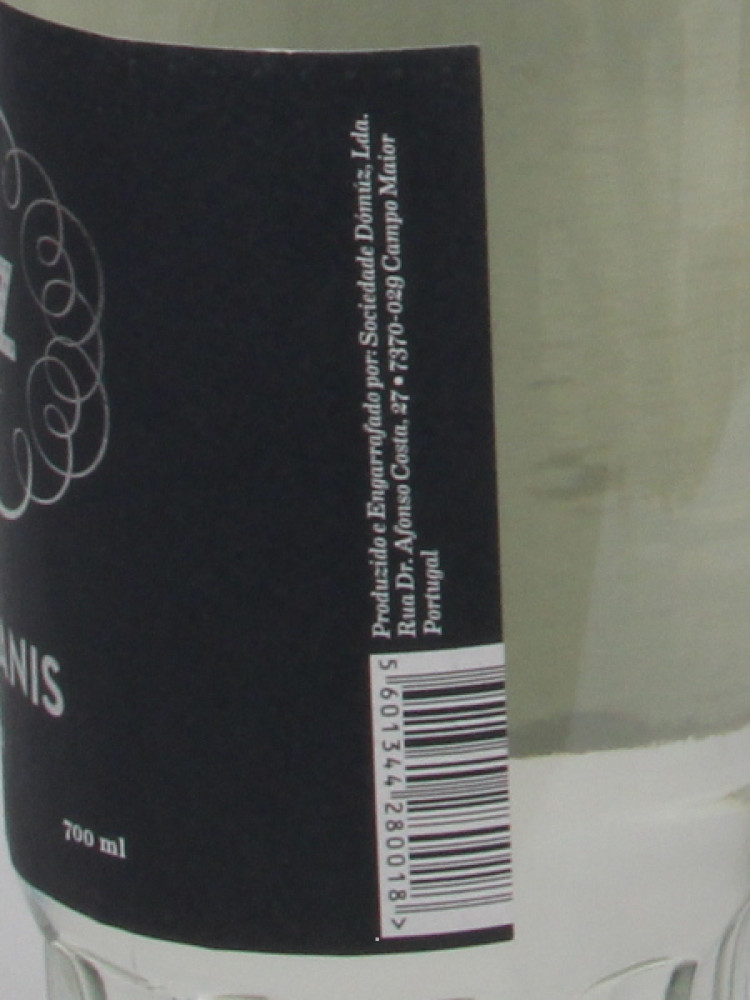 ANIS
700 ml
Produzido e Engarrafado por: Sociedade Dómúz, Lda.
Rua Dr. Afonso Costa, 27 • 7370-029 Campo Maior
Portugal
5 601344 280018 >